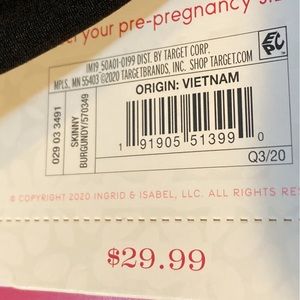 your pre-pregnancy
IM19 50A01-0199 DIST. BY TARGET CORP.
MPLS, MN 55403 ©2020 TARGETBRANDS, INC. SHOP TARGET.COM
ORIGIN: VIETNAM
029 03 3491
SKINNY
BURGUNDY/570349
1 91905 51399 0
Q3/20
© COPYRIGHT 2020 INGRID & ISABEL, LLC. ALL RIGHTS RE
$29.99